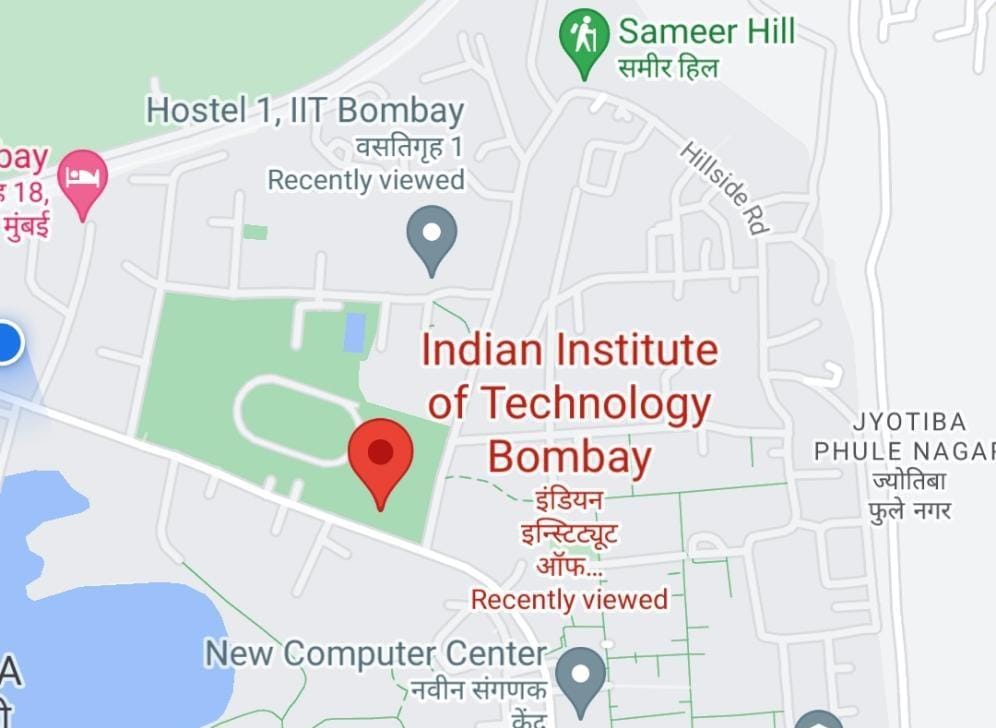 Sameer Hill
समीर हिल
Hostel 1, IIT Bombay
वसतिगृह 1
Recently viewed
bay
18,
मुंबई
Hillside Rd
Indian Institute
of Technology
Bombay
इंडियन
इन्स्टिट्यूट
ऑफ...
Recently viewed
JYOTIBA
PHULE NAGAR
ज्योतिबा
फुले नगर
New Computer Center
नवीन संगणक
केंद्र
A